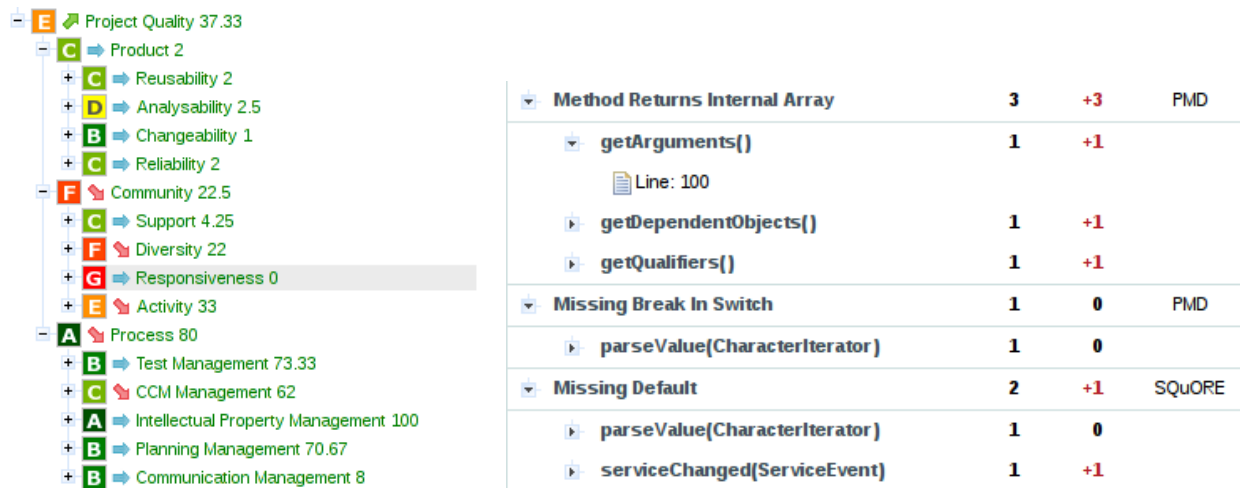 E Project Quality 37.33
C Product 2
C Reusability 2
D Analysability 2.5
B Changeability 1
C Reliability 2
F Community 22.5
C Support 4.25
F Diversity 22
G Responsiveness 0
E Activity 33
A Process 80
B Test Management 73.33
C CCM Management 62
A Intellectual Property Management 100
B Planning Management 70.67
B Communication Management 8
Method Returns Internal Array 3 +3 PMD
getArguments() 1 +1
Line: 100
getDependentObjects() 1 +1
getQualifiers() 1 +1
Missing Break In Switch 1 0 PMD
parseValue(CharacterIterator) 1 0
Missing Default 2 +1 SQuORE
parseValue(CharacterIterator) 1 0
serviceChanged(ServiceEvent) 1 +1